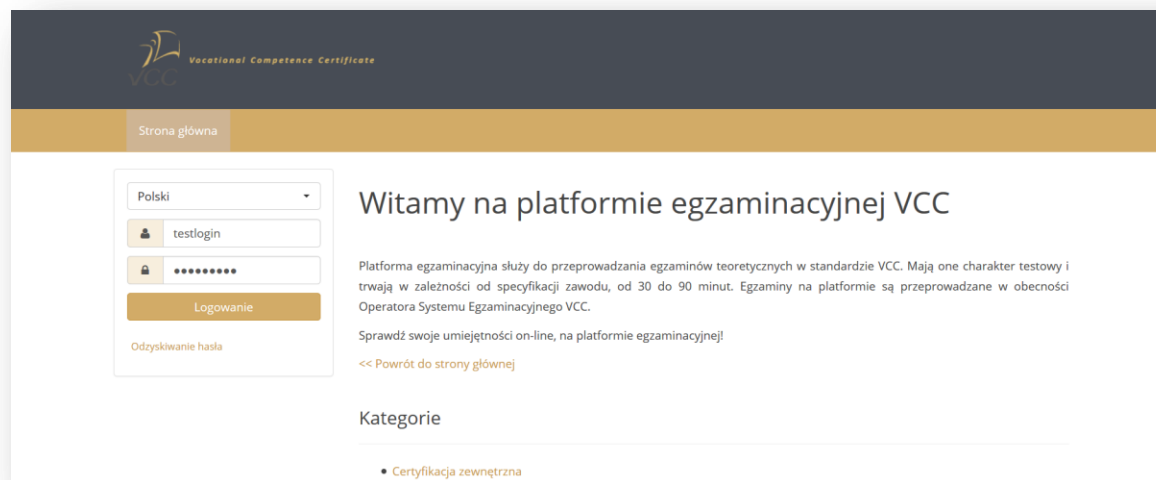 VCC
Vocational Competence Certificate
Strona główna
Polski
testlogin
Logowanie
Odzyskiwanie hasła
Witamy na platformie egzaminacyjnej VCC
Platforma egzaminacyjna służy do przeprowadzania egzaminów teoretycznych w standardzie VCC. Mają one charakter testowy i
trwają w zależności od specyfikacji zawodu, od 30 do 90 minut. Egzaminy na platformie są przeprowadzane w obecności
Operatora Systemu Egzaminacyjnego VCC.
Sprawdź swoje umiejętności on-line, na platformie egzaminacyjnej!
<< Powrót do strony głównej
Kategorie
Certyfikacja zewnętrzna